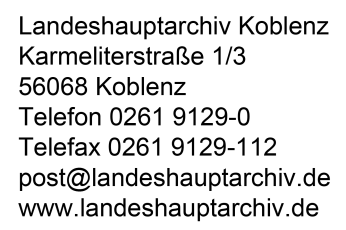 Landeshauptarchiv Koblenz
Karmeliterstraße 1/3
56068 Koblenz
Telefon 0261 9129-0
Telefax 0261 9129-112
post@landeshauptarchiv.de
www.landeshauptarchiv.de